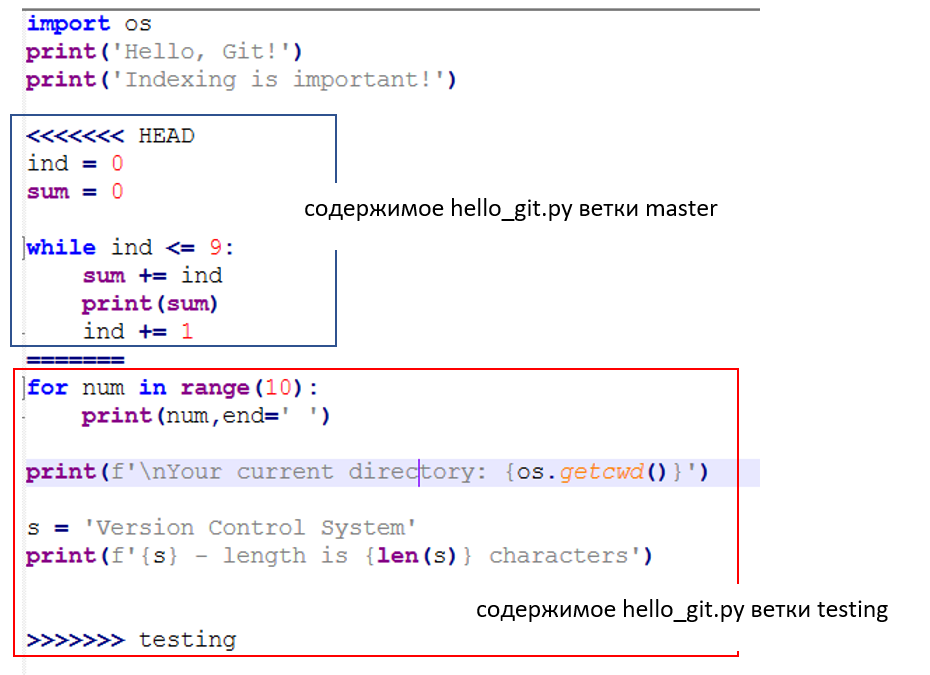 import os
print('Hello, Git!')
print('Indexing is important!')
<<<<<<< HEAD
ind = 0
sum = 0
содержимое hello_git.py ветки master
while ind <= 9:
    sum += ind
    print(sum)
    ind += 1
=======
for num in range(10):
    print(num,end=' ')
print(f'\nYour current directory: {os.getcwd()}')
s = 'Version Control System'
print(f'{s} - length is {len(s)} characters')
содержимое hello_git.py ветки testing
>>>>>>> testing